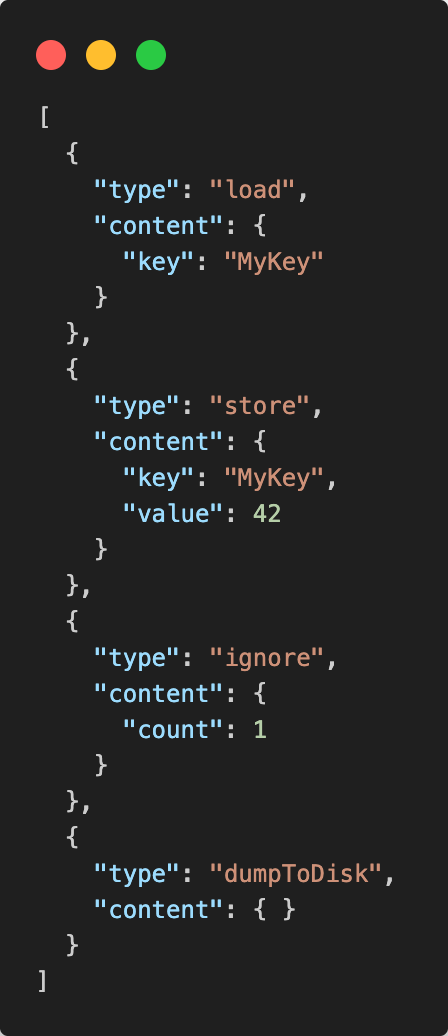 [
  {
    "type": "load",
    "content": {
      "key": "MyKey"
    }
  },
  {
    "type": "store",
    "content": {
      "key": "MyKey",
      "value": 42
    }
  },
  {
    "type": "ignore",
    "content": {
      "count": 1
    }
  },
  {
    "type": "dumpToDisk",
    "content": { }
  }
]